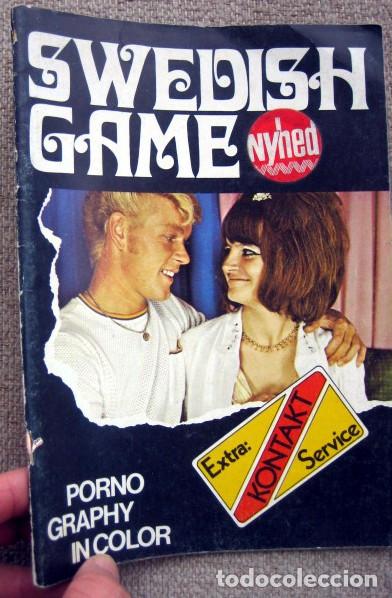 SWEDISH
GAME
Nyhed
Extra:
KONTAKT
Service
PORNO
GRAPHY
IN COLOR
todocoleccion